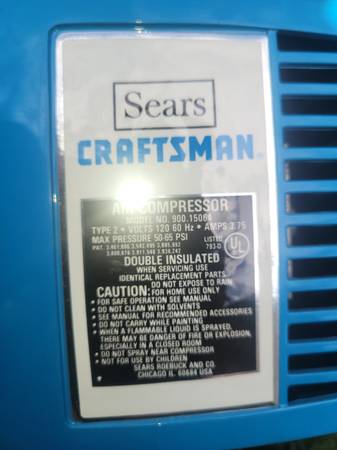 Sears
CRAFTSMAN
AIR COMPRESSOR
MODEL NO. 900.15064
TYPE 2 • VOLTS 120 60 Hz • AMPS 3.75
MAX PRESSURE 50-65 PSI
LISTED
793-D
UL
DOUBLE INSULATED
WHEN SERVICING USE
IDENTICAL REPLACEMENT PARTS.
CAUTION: DO NOT EXPOSE TO RAIN.
FOR HOME USE ONLY
• FOR SAFE OPERATION SEE MANUAL
• DO NOT CLEAN WITH SOLVENTS.
• SEE MANUAL FOR RECOMMENDED ACCESSORIES
• DO NOT CARRY WHILE PAINTING
• WHEN A FLAMMABLE LIQUID IS SPRAYED,
THERE MAY BE DANGER OF FIRE OR EXPLOSION,
ESPECIALLY IN A CLOSED ROOM
• DO NOT SPRAY NEAR COMPRESSOR
• NOT FOR USE BY CHILDREN
SEARS ROEBUCK AND CO.
CHICAGO IL. 60684 USA